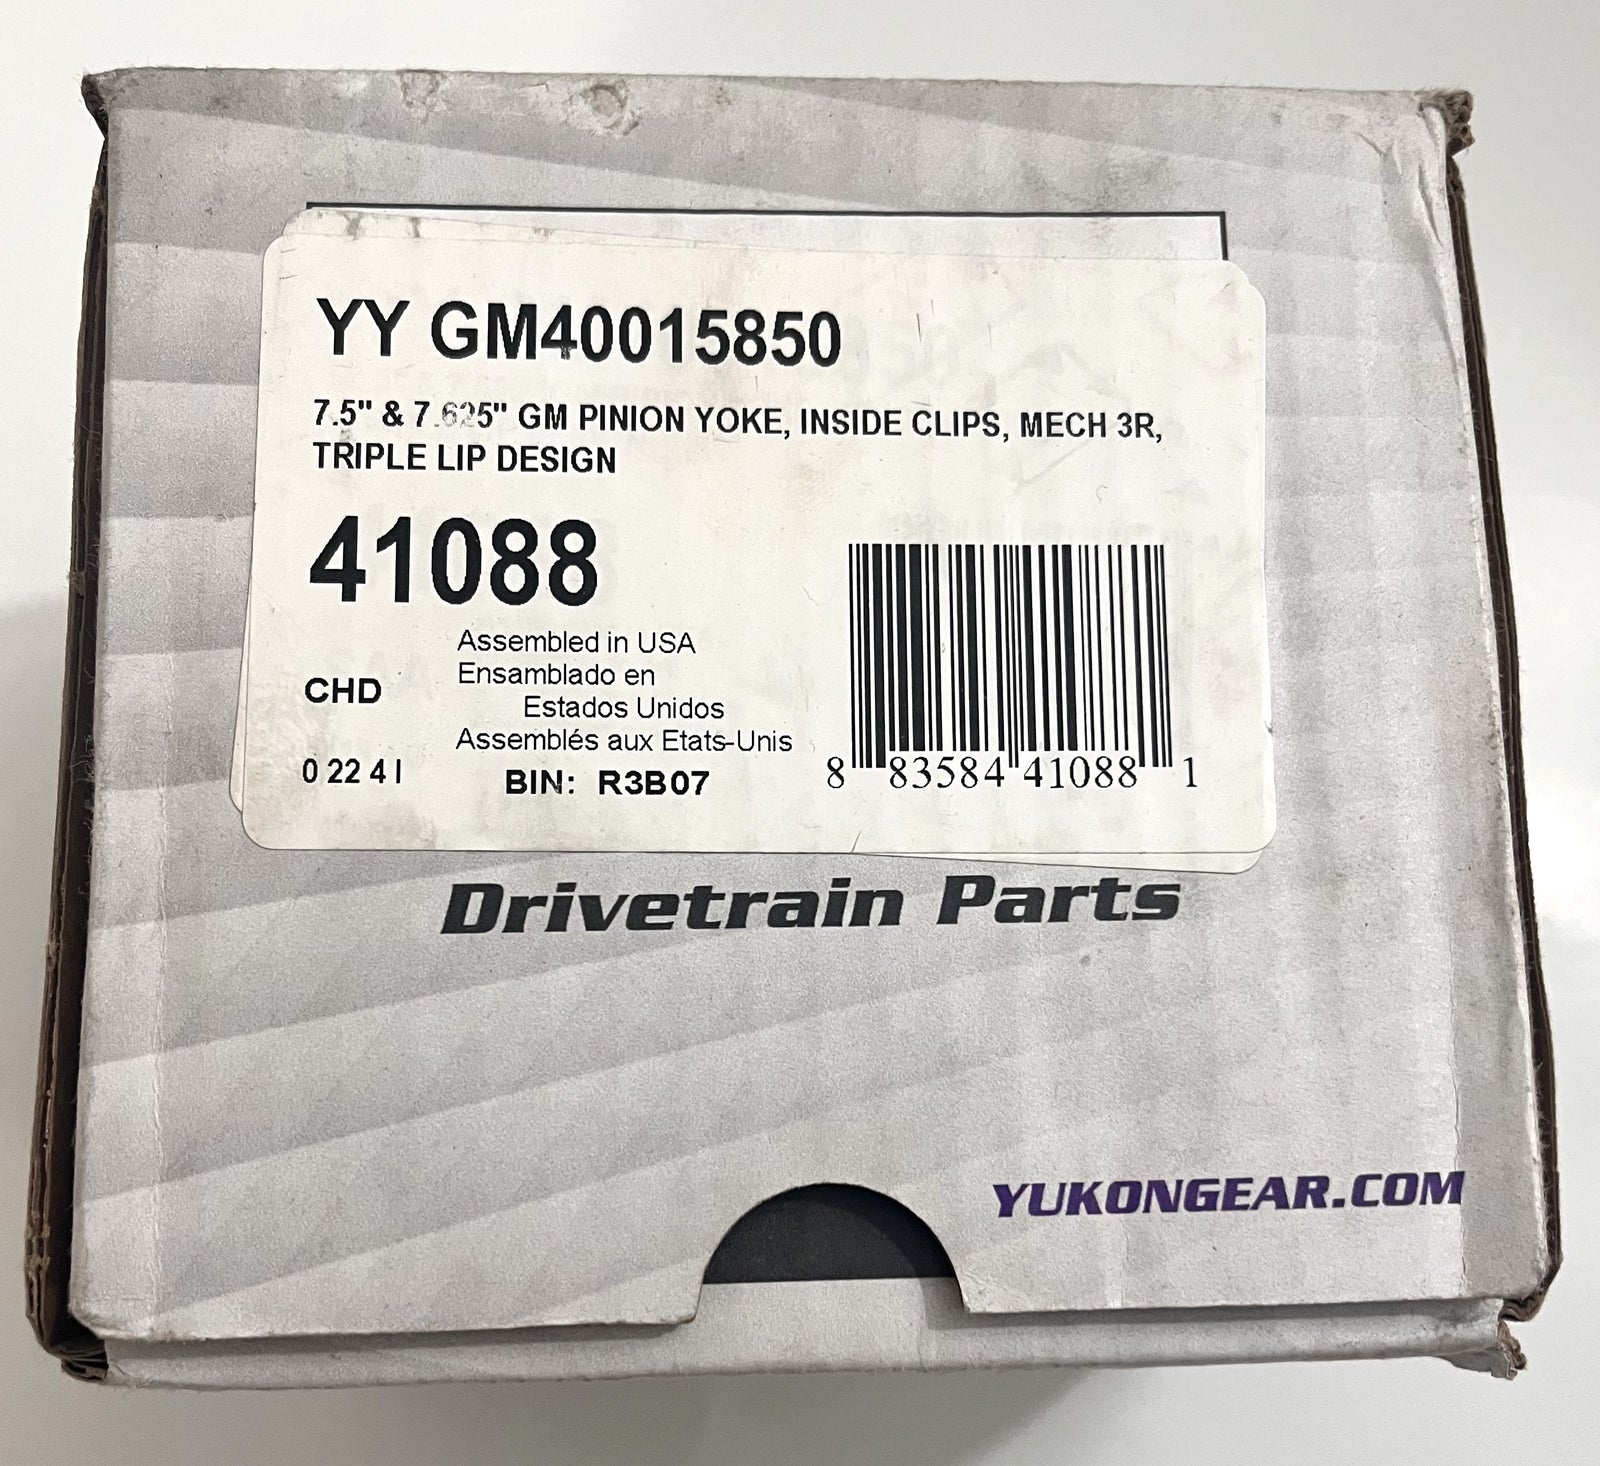 YY GM40015850
7.5" & 7.625" GM PINION YOKE, INSIDE CLIPS, MECH 3R,
TRIPLE LIP DESIGN
41088
Assembled in USA
Ensamblado en
Estados Unidos
CHD
Assemblés aux Etats-Unis
0 22 4 I
BIN: R3B07
8 83584 41088 1
Drivetrain Parts
YUKONGEAR.COM